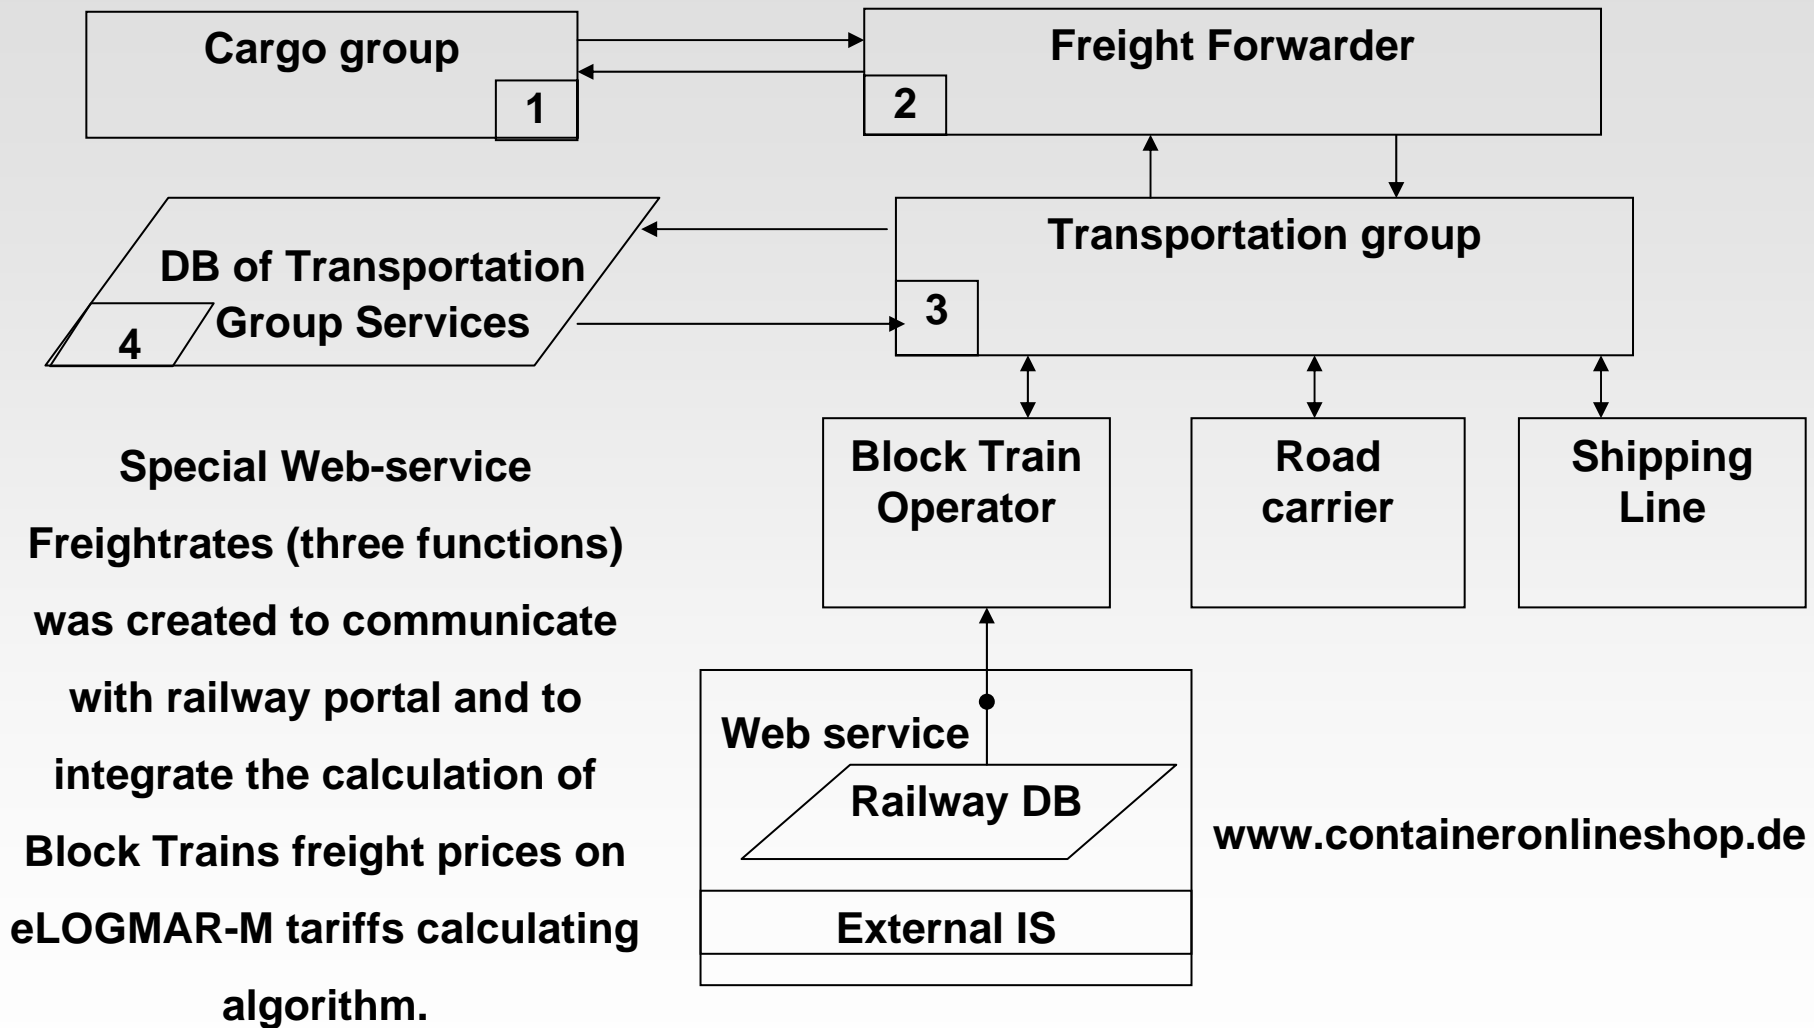 Cargo group
1
Freight Forwarder
2
DB of Transportation
Group Services
4
Transportation group
3
Block Train
Operator
Road
carrier
Shipping
Line
Special Web-service
Freightrates (three functions)
was created to communicate
with railway portal and to
integrate the calculation of
Block Trains freight prices on
eLOGMAR-M tariffs calculating
algorithm.
Web service
Railway DB
External IS
www.containeronlineshop.de